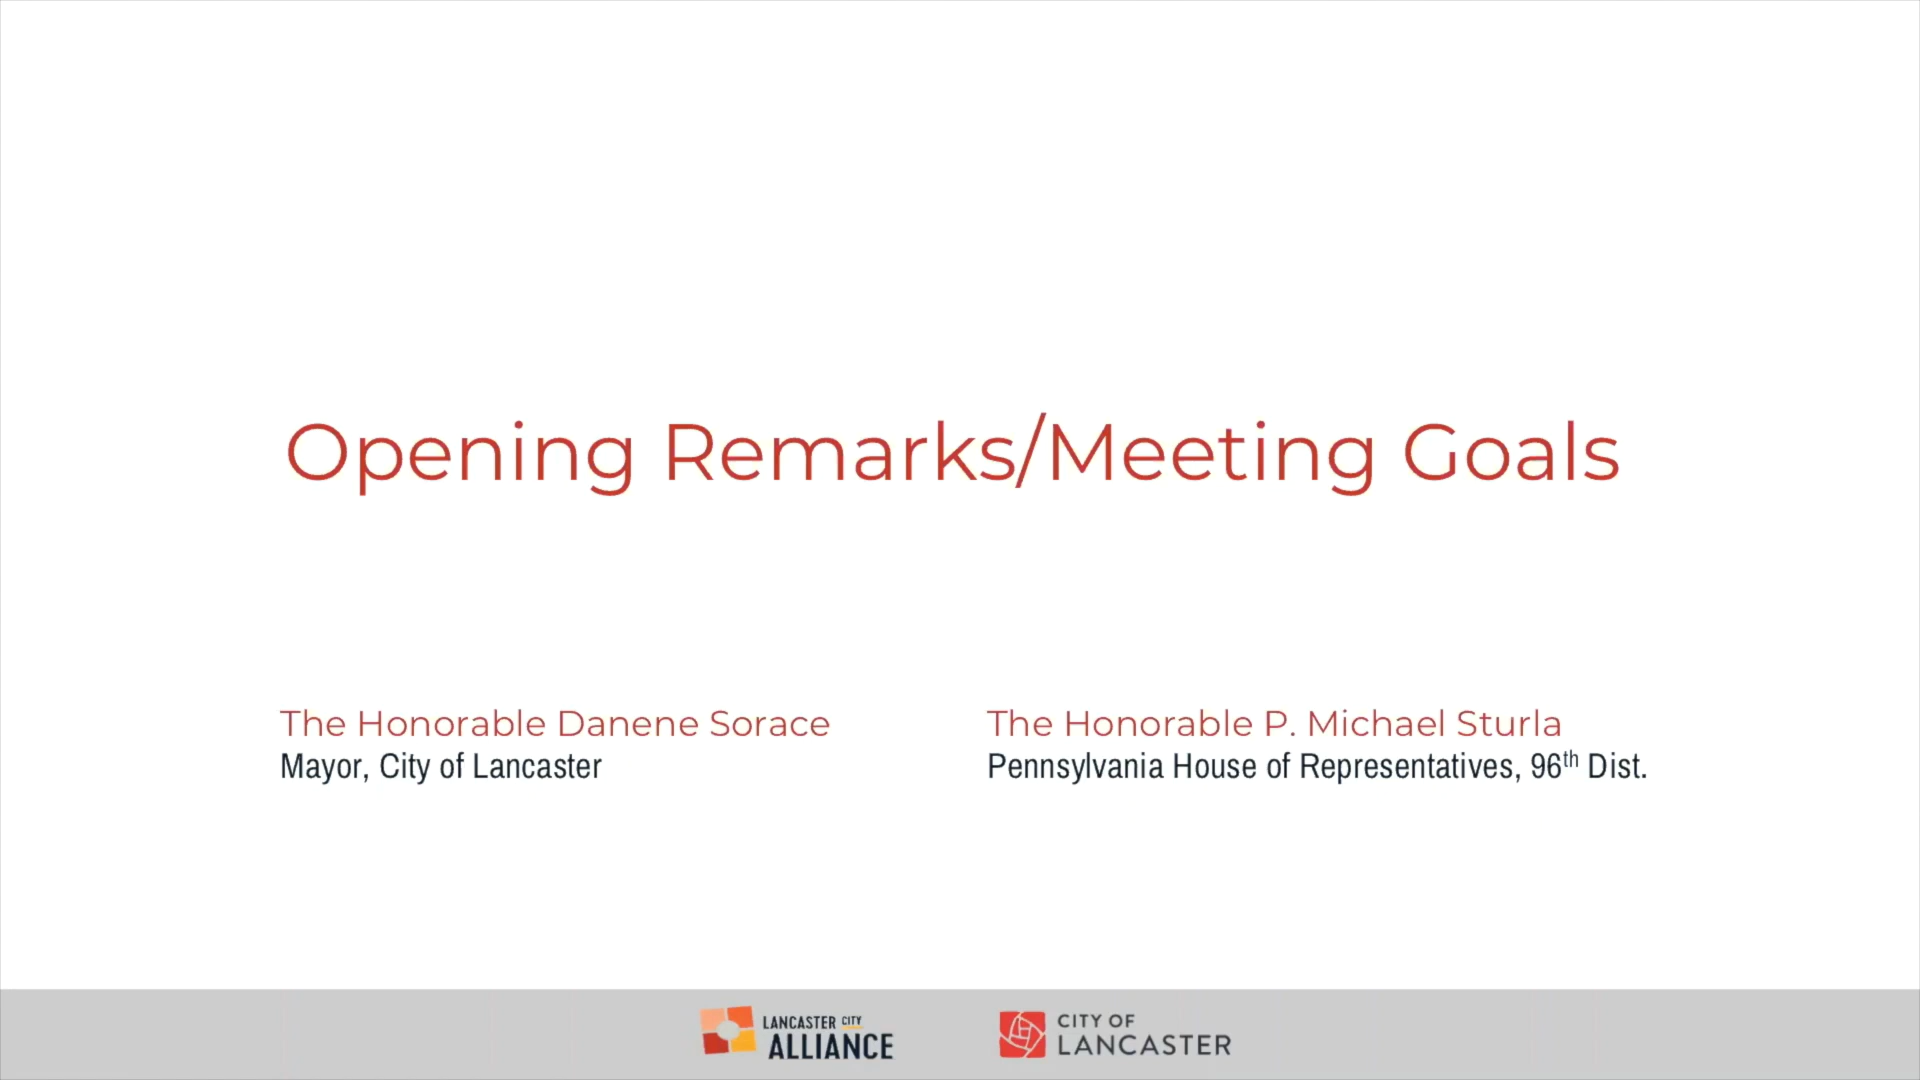 Opening Remarks/Meeting Goals
The Honorable Danene Sorace
Mayor, City of Lancaster
The Honorable P. Michael Sturla
Pennsylvania House of Representatives, 96th Dist.
LANCASTER CITY
ALLIANCE
CITY OF
LANCASTER